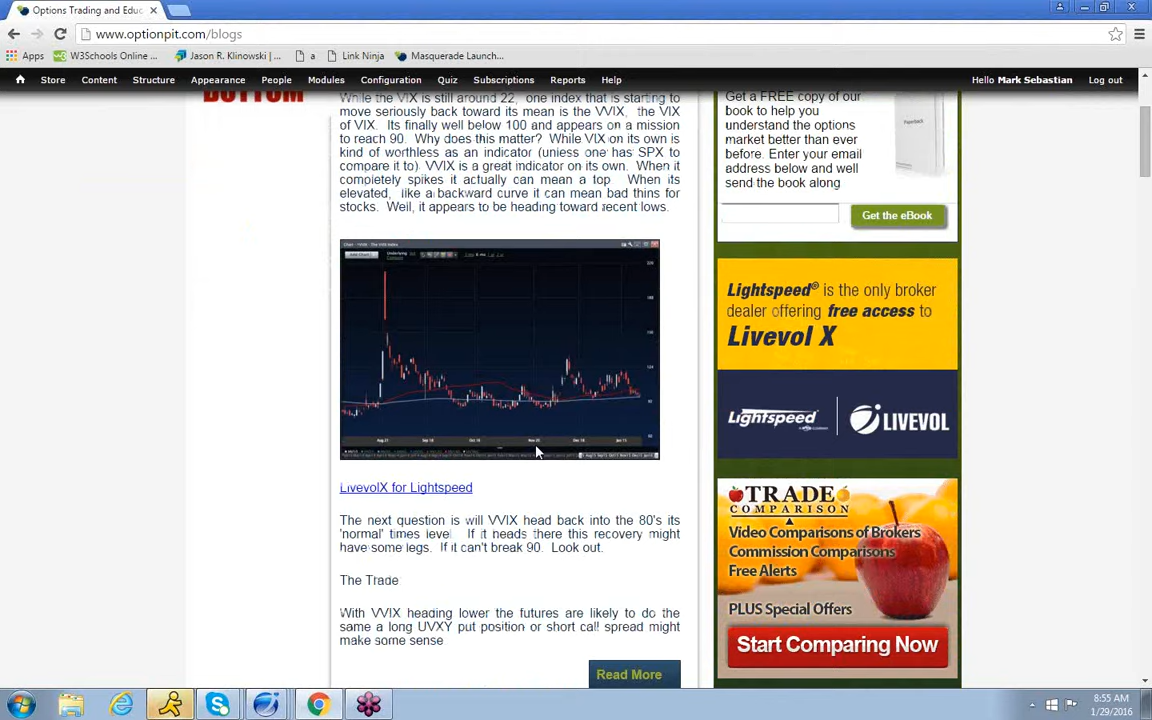 Options Trading and Educ
www.optionpit.com/blogs
Apps
W3Schools Online ...
Jason R. Klinowski ...
a
Link Ninja
Masquerade Launch...
Store
Content
Structure
Appearance
People
Modules
Configuration
Quiz
Subscriptions
Reports
Help
Hello Mark Sebastian
Log out
BOTTOM
While the VIX is still around 22, one index that is starting to
move seriously back toward its mean is the VVIX, the VIX
of VIX. Its finally well below 100 and appears on a mission
to reach 90. Why does this matter? While VIX on its own is
kind of worthless as an indicator (unless one has SPX to
compare it to). VVIX is a great indicator on its own. When it
completely spikes it actually can mean a top. When its
elevated, like a backward curve it can mean bad thins for
stocks. Well, it appears to be heading toward recent lows.
LivevolX for Lightspeed
The next question is will VVIX head back into the 80's its
'normal' times level. If it needs there this recovery might
have some legs. If it can't break 90. Look out.
The Trade
With VVIX heading lower the futures are likely to do the
same a long UVXY put position or short call spread might
make some sense
Read More
Get a FREE copy of our
book to help you
understand the options
market better than ever
before. Enter your email
address below and well
send the book along
Paperback
Get the eBook
Lightspeed® is the only broker
dealer offering free access to
Livevol X
Lightspeed
LIVEVOL
TRADE
COMPARISON
Video Comparisons of Brokers
Commission Comparisons
Free Alerts
PLUS Special Offers
Start Comparing Now
8:55 AM
1/29/2016